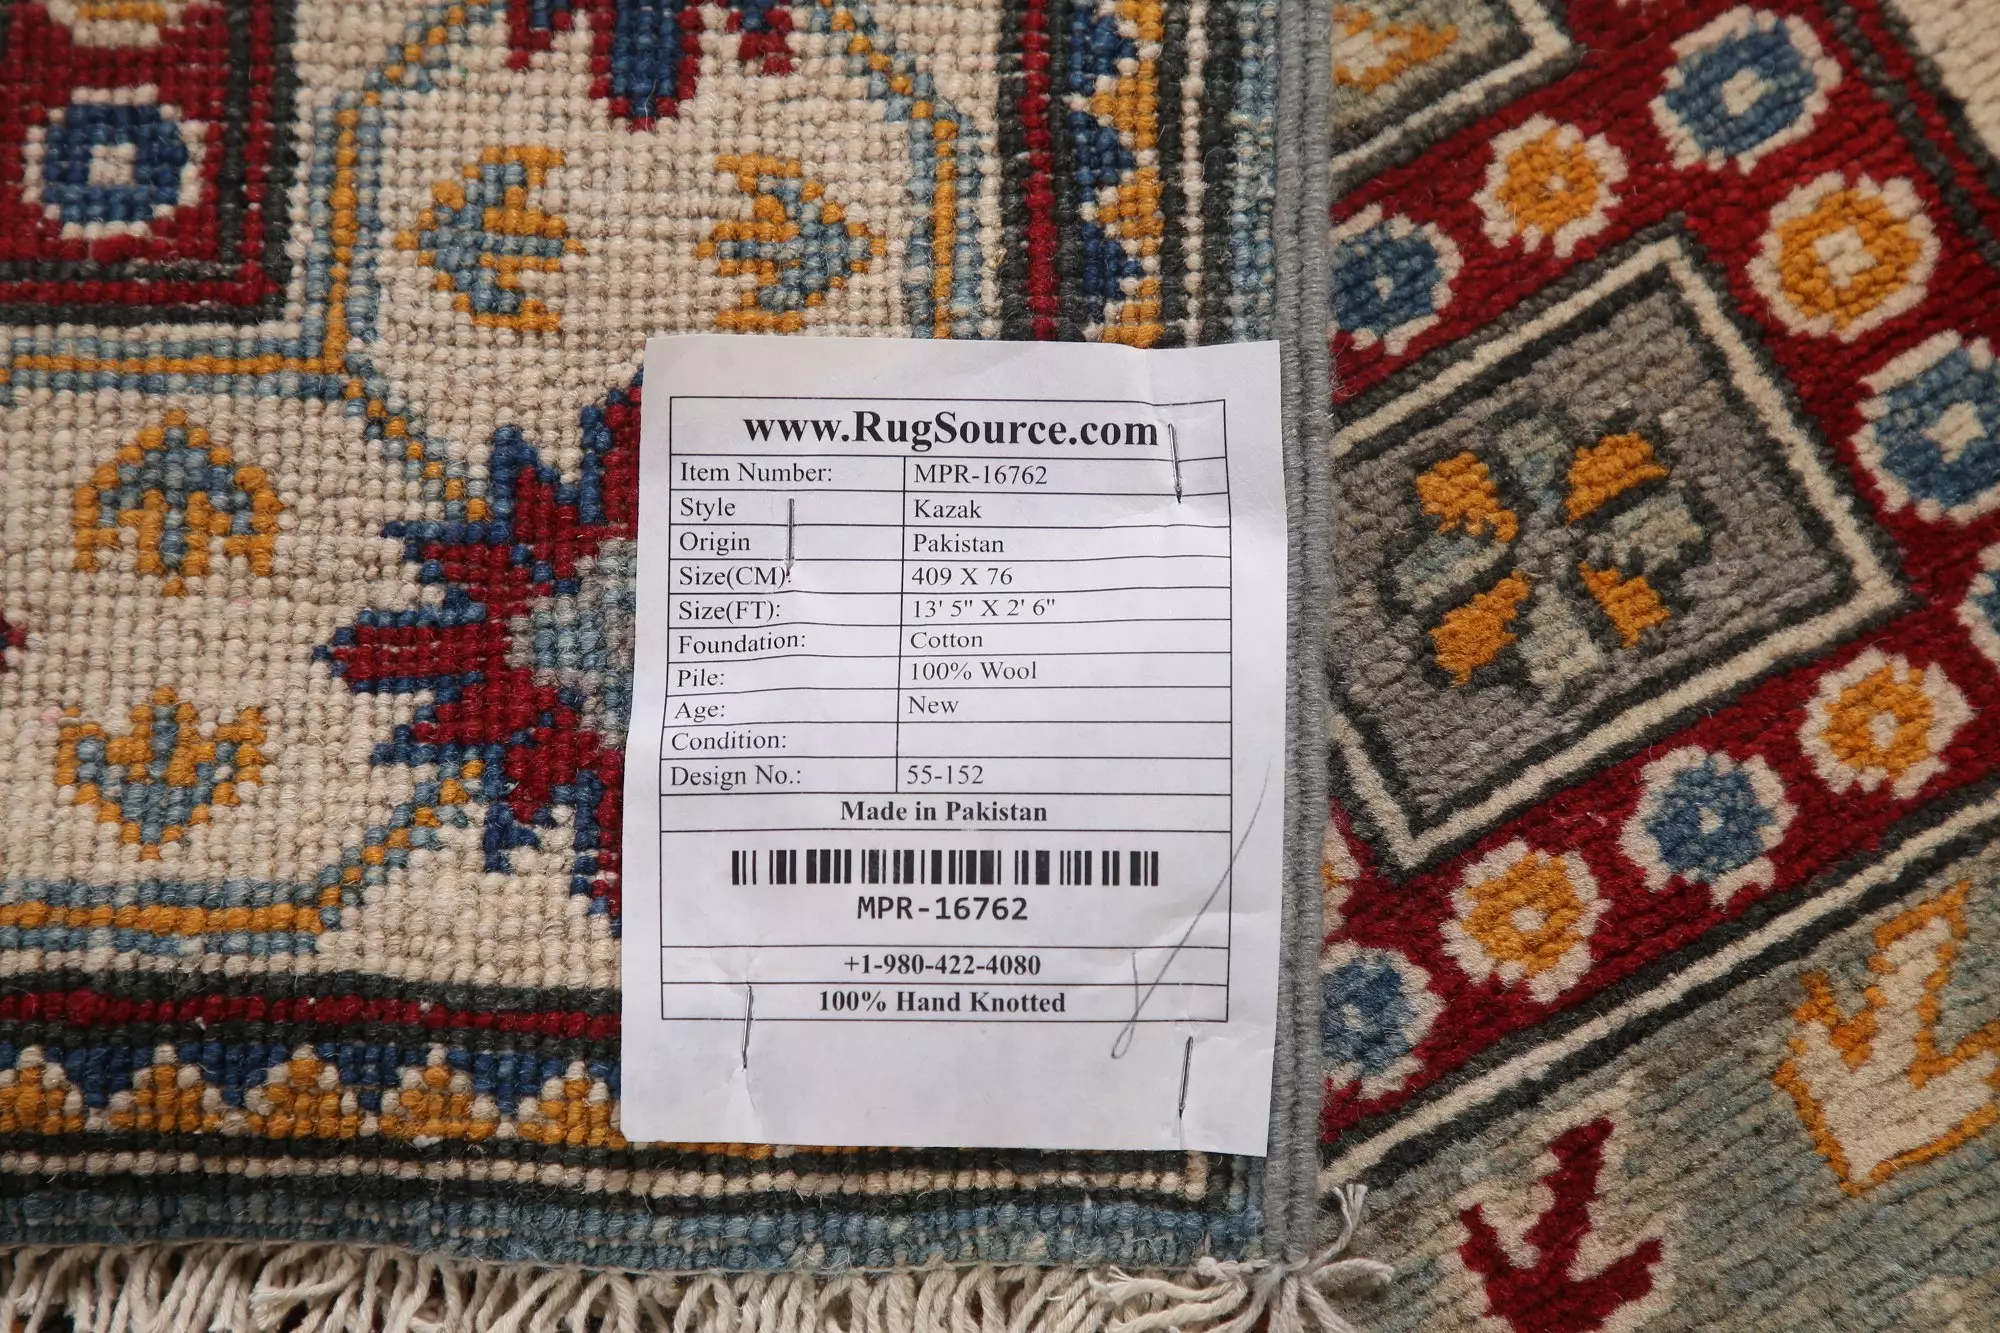 www.RugSource.com
Item Number: MPR-16762
Style Kazak
Origin Pakistan
Size(CM): 409 X 76
Size(FT): 13' 5" X 2' 6"
Foundation: Cotton
Pile: 100% Wool
Age: New
Condition:
Design No.: 55-152
Made in Pakistan
MPR-16762
+1-980-422-4080
100% Hand Knotted